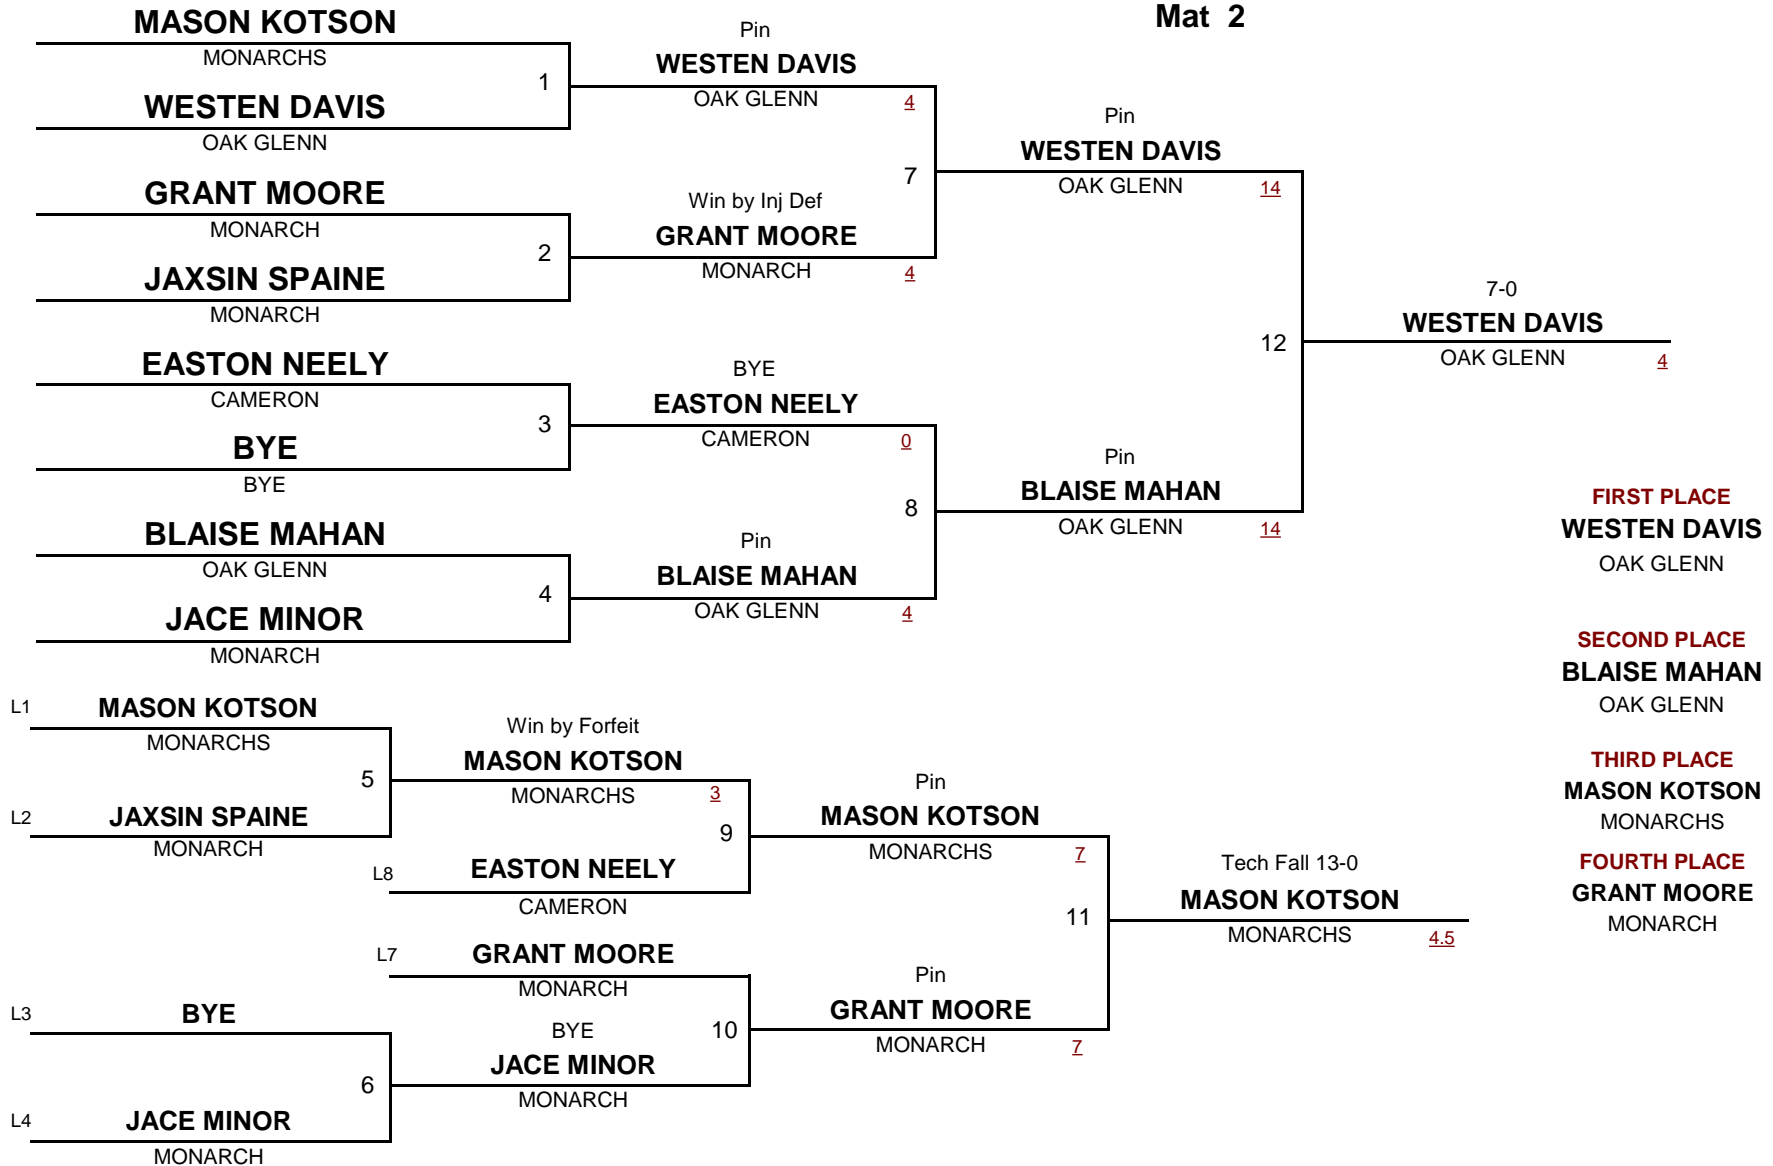 Mat 2
MASON KOTSON
MONARCHS
1
WESTEN DAVIS
OAK GLENN
GRANT MOORE
MONARCH
2
JAXSIN SPAINE
MONARCH
EASTON NEELY
CAMERON
3
BYE
BYE
BLAISE MAHAN
OAK GLENN
4
JACE MINOR
MONARCH
Pin
WESTEN DAVIS
OAK GLENN 4
7
Win by Inj Def
GRANT MOORE
MONARCH 4
BYE
EASTON NEELY
CAMERON 0
8
Pin
BLAISE MAHAN
OAK GLENN 4
Pin
WESTEN DAVIS
OAK GLENN 14
12
Pin
BLAISE MAHAN
OAK GLENN 14
7-0
WESTEN DAVIS
OAK GLENN 4
FIRST PLACE
WESTEN DAVIS
OAK GLENN
SECOND PLACE
BLAISE MAHAN
OAK GLENN
THIRD PLACE
MASON KOTSON
MONARCHS
FOURTH PLACE
GRANT MOORE
MONARCH
L1 MASON KOTSON
MONARCHS
5
L2 JAXSIN SPAINE
MONARCH
L3 BYE
6
L4 JACE MINOR
MONARCH
Win by Forfeit
MASON KOTSON
MONARCHS 3
9
L8 EASTON NEELY
CAMERON
L7 GRANT MOORE
MONARCH
10
BYE
JACE MINOR
MONARCH
Pin
MASON KOTSON
MONARCHS 7
11
Pin
GRANT MOORE
MONARCH 7
Tech Fall 13-0
MASON KOTSON
MONARCHS 4.5